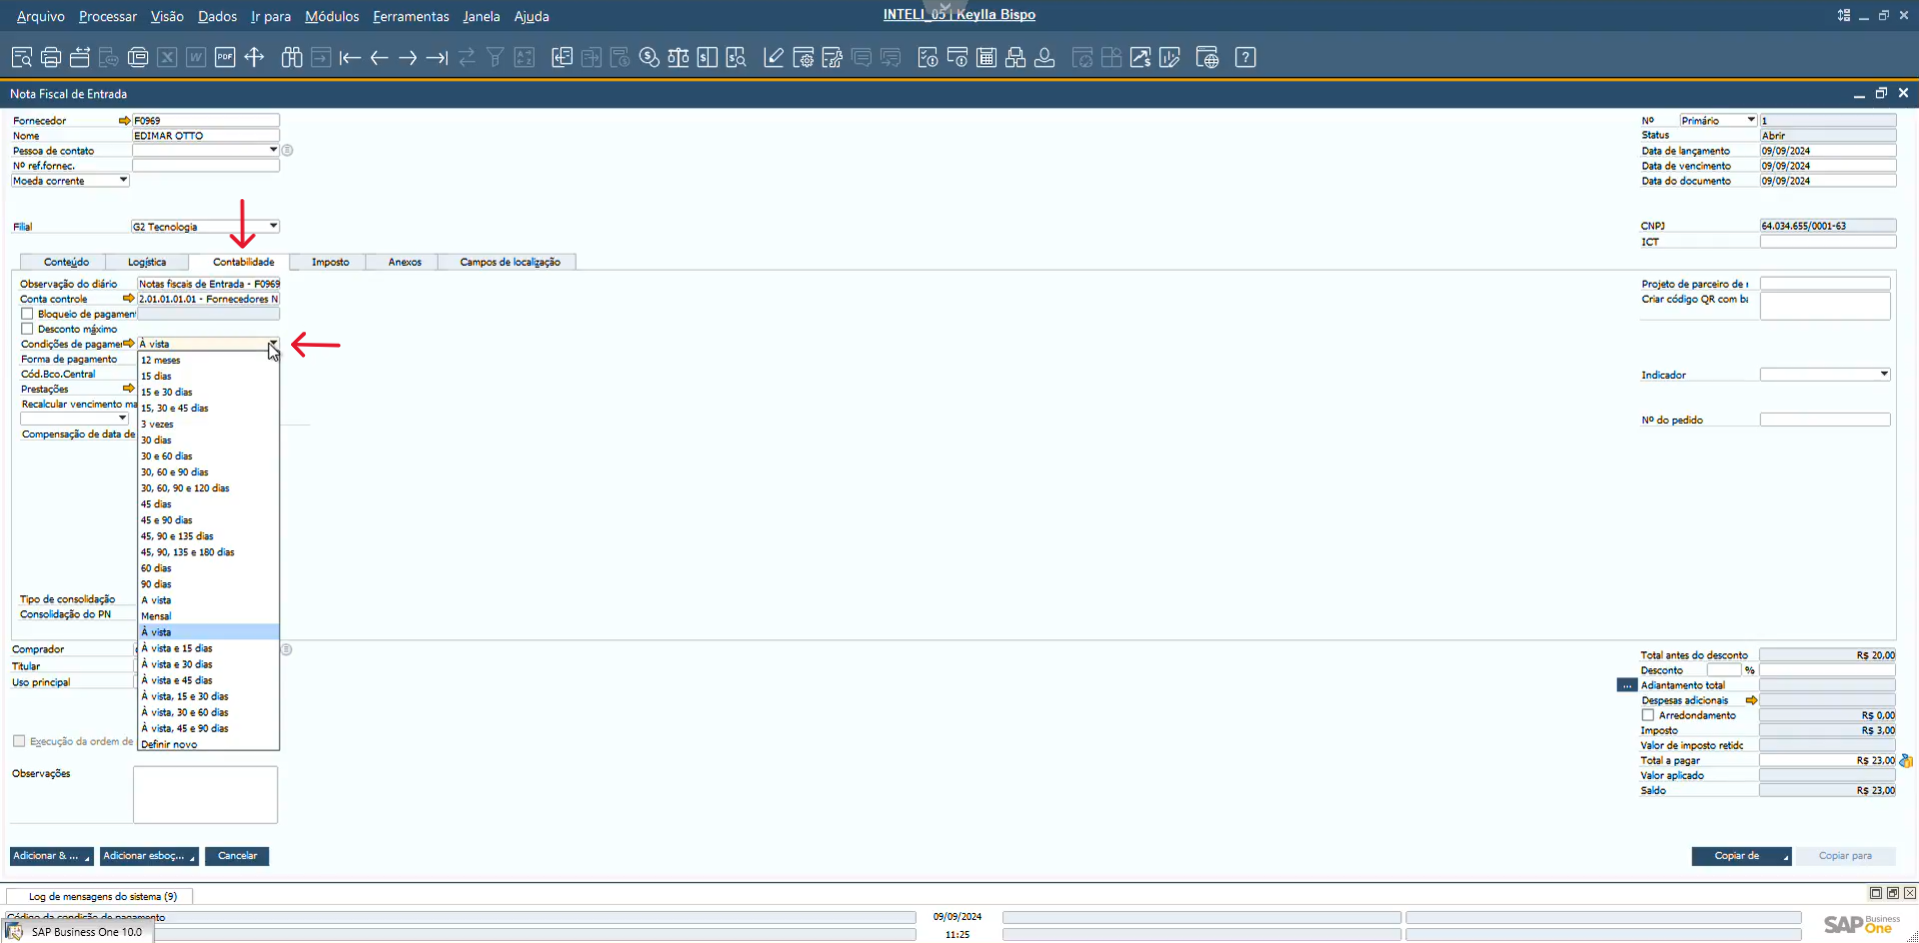 Arquivo Processar Visão Dados Ir para Módulos Ferramentas Janela Ajuda
INTELI_05 | Keylla Bispo
Nota Fiscal de Entrada
Fornecedor F0969
Nome EDIMAR OTTO
Pessoa de contato
Nº ref.fornec.
Moeda corrente
Filial G2 Tecnologia
Nº Primário 1
Status Abrir
Data de lançamento 09/09/2024
Data de vencimento 09/09/2024
Data do documento 09/09/2024
CNPJ 64.034.655/0001-63
ICT
Conteúdo Logística Contabilidade Imposto Anexos Campos de localização
Observação do diário Notas fiscais de Entrada - F0969
Conta controle 2.01.01.01.01 - Fornecedores N
Bloqueio de pagament
Desconto máximo
Condições de pagamer À vista
Forma de pagamento
Cód.Bco.Central
Prestações
Recalcular vencimento ma
Compensação de data de
12 meses
15 dias
15 e 30 dias
15, 30 e 45 dias
3 vezes
30 dias
30 e 60 dias
30, 60 e 90 dias
30, 60, 90 e 120 dias
45 dias
45 e 90 dias
45, 90 e 135 dias
45, 90, 135 e 180 dias
60 dias
90 dias
A vista
Mensal
À vista
À vista e 15 dias
À vista e 30 dias
À vista e 45 dias
À vista, 15 e 30 dias
À vista, 30 e 60 dias
À vista, 45 e 90 dias
Definir novo
Projeto de parceiro de
Criar código QR com ba
Indicador
Nº do pedido
Tipo de consolidação
Consolidação do PN
Comprador
Titular
Uso principal
Execução da ordem de
Observações
Total antes do desconto R$ 20,00
Desconto %
... Adiantamento total
Despesas adicionais
Arredondamento R$ 0,00
Imposto R$ 3,00
Valor de imposto retido
Total a pagar R$ 23,00
Valor aplicado
Saldo R$ 23,00
Adicionar & ... Adicionar esboç... Cancelar
Copiar de Copiar para
Log de mensagens do sistema (9)
Código da condição de pagamento
09/09/2024
11:25
SAP Business One 10.0
SAP Business One